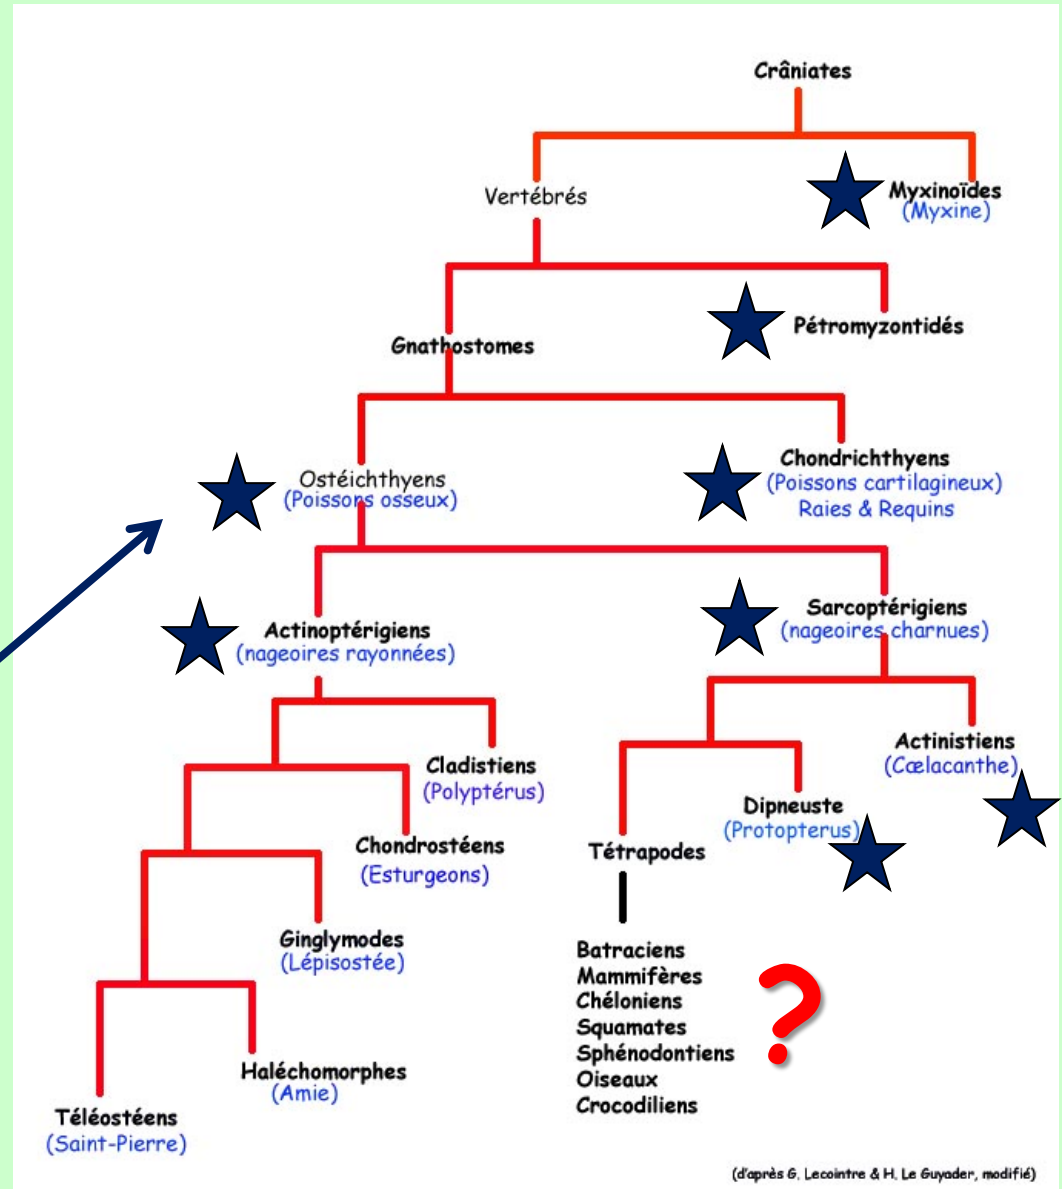 Crâniates
Vertébrés
Myxinoïdes
(Myxine)
Pétromyzontidés
Gnathostomes
Chondrichthyens
(Poissons cartilagineux)
Raies & Requins
Ostéichthyens
(Poissons osseux)
Sarcoptérigiens
(nageoires charnues)
Actinoptérigiens
(nageoires rayonnées)
Actinistiens
(Cœlacanthe)
Cladistiens
(Polyptérus)
Dipneuste
(Protopterus)
Chondrostéens
(Esturgeons)
Tétrapodes
Ginglymodes
(Lépisostée)
Batraciens
Mammifères
Chéloniens
Squamates
Sphénodontiens
Oiseaux
Crocodiliens
?
Haléchomorphes
(Amie)
Téléostéens
(Saint-Pierre)
(d'après G. Lecointre & H. Le Guyader, modifié)